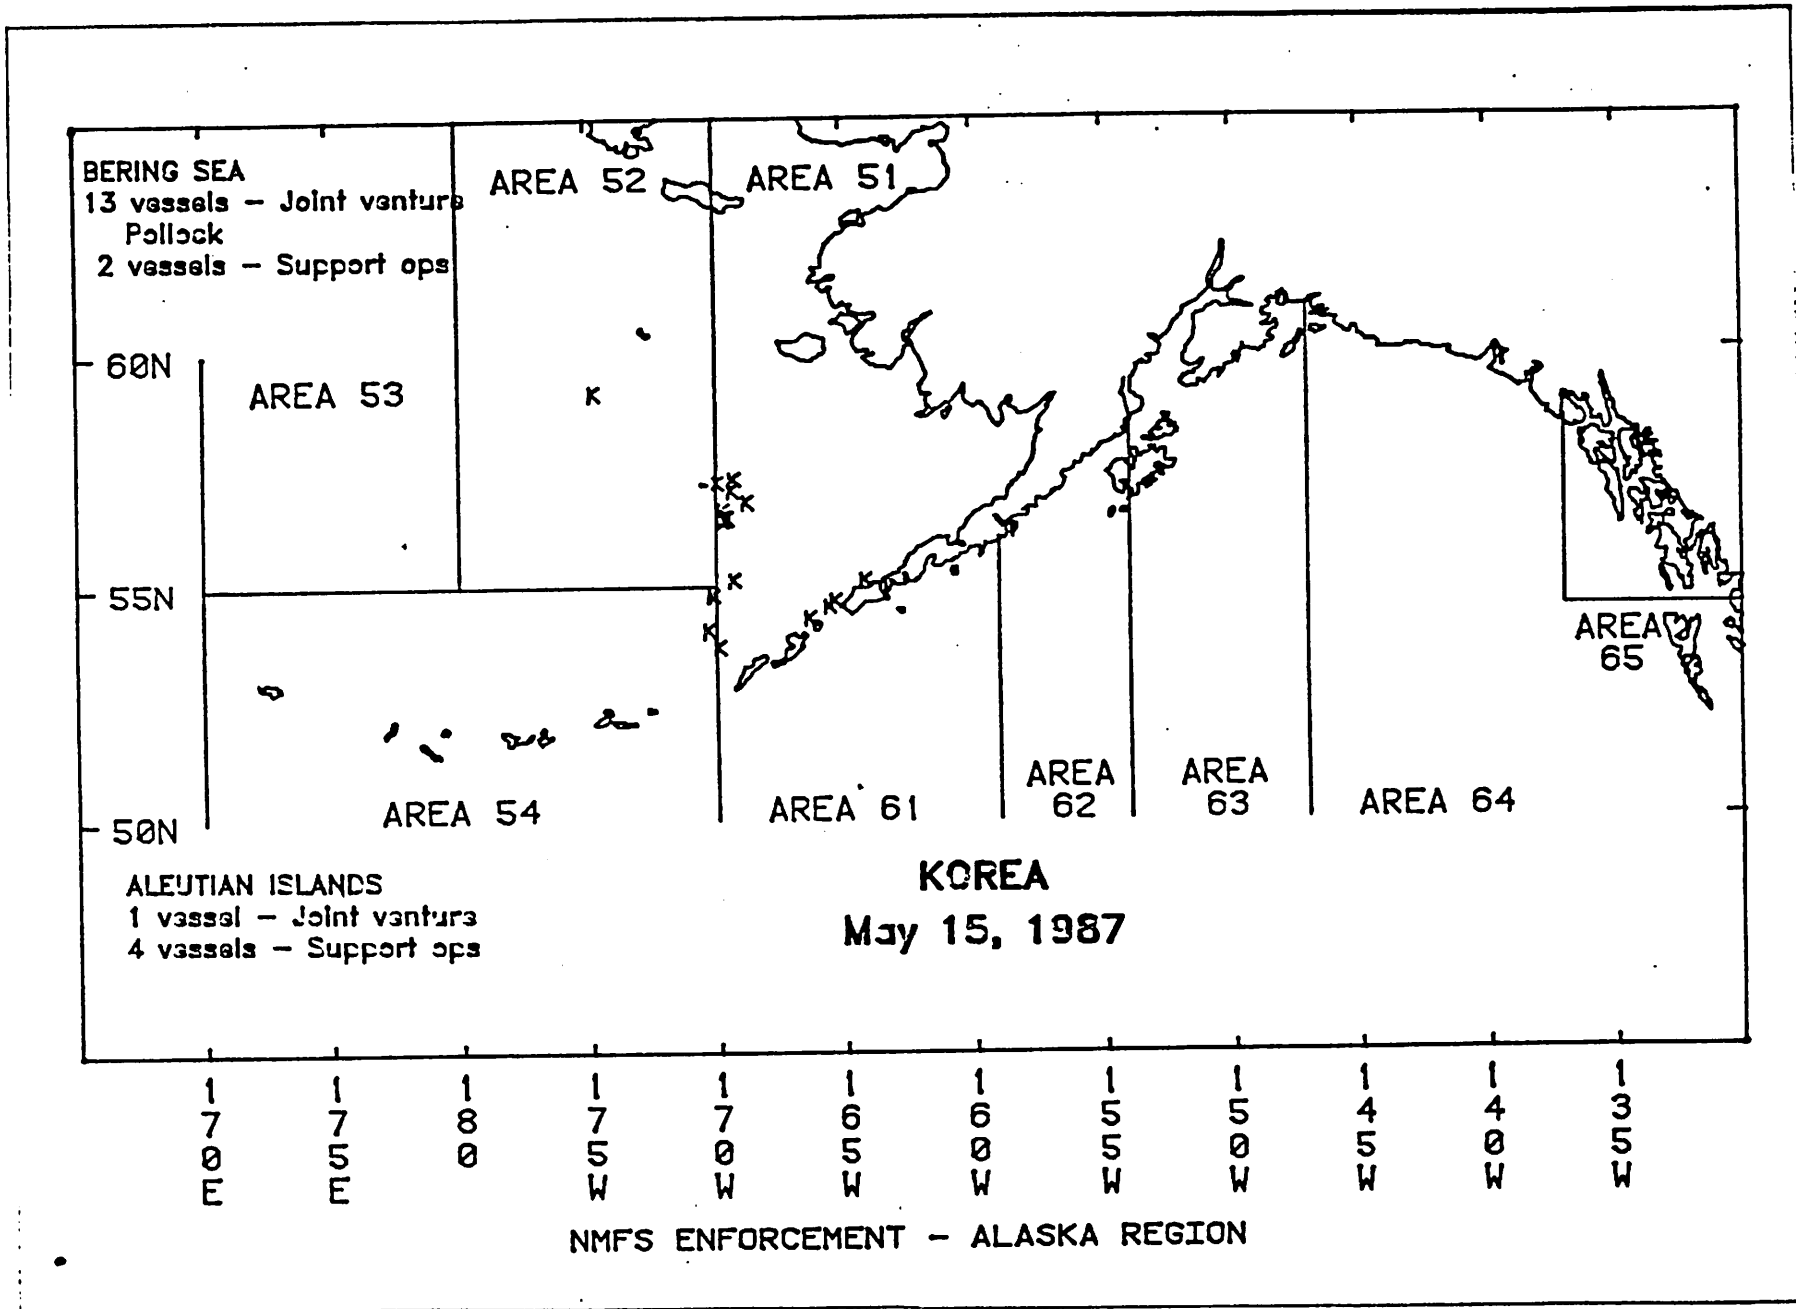 BERING SEA
13 vessels – Joint venture
Pollock
2 vessels – Support ops
AREA 52
AREA 51
60N
AREA 53
K
K
K
K
K
K
K
K
K
K
K
K
K
K
55N
AREA
65
AREA 54
AREA 61
AREA
62
AREA
63
AREA 64
50N
ALEUTIAN ISLANDS
1 vessel – Joint venture
4 vessels – Support ops
KOREA
May 15, 1987
170E
175E
180
175W
170W
165W
160W
155W
150W
145W
140W
135W
NMFS ENFORCEMENT – ALASKA REGION